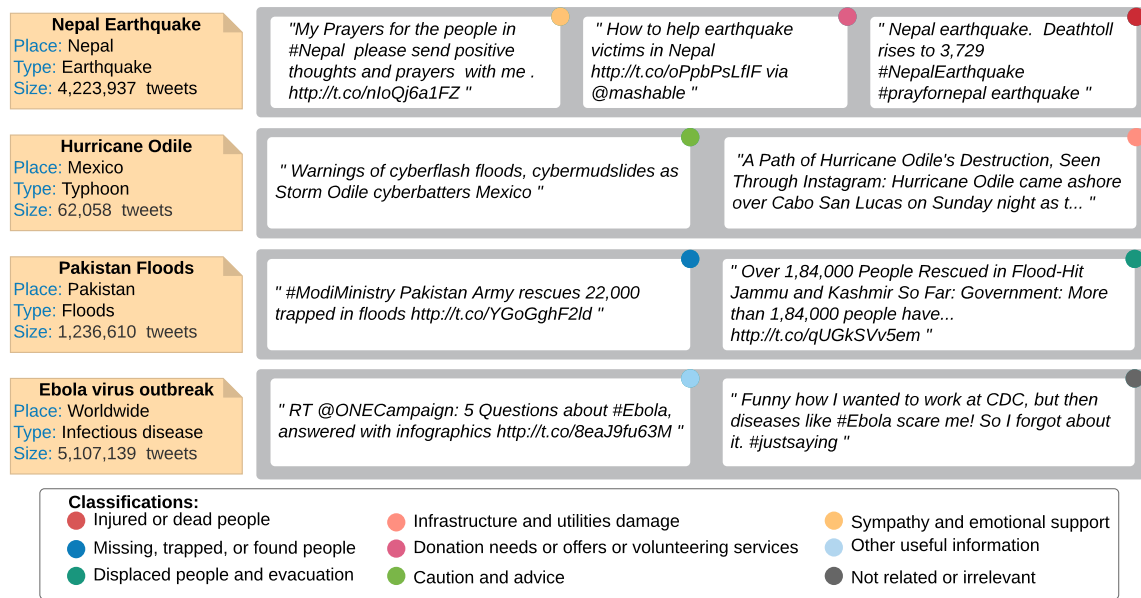 Nepal Earthquake
Place: Nepal
Type: Earthquake
Size: 4,223,937 tweets
"My Prayers for the people in
#Nepal please send positive
thoughts and prayers with me .
http://t.co/nIoQj6a1FZ "
" How to help earthquake
victims in Nepal
http://t.co/oPpbPsLfIF via
@mashable "
" Nepal earthquake. Deathtoll
rises to 3,729
#NepalEarthquake
#prayfornepal earthquake "
Hurricane Odile
Place: Mexico
Type: Typhoon
Size: 62,058 tweets
" Warnings of cyberflash floods, cybermudslides as
Storm Odile cyberbatters Mexico "
"A Path of Hurricane Odile's Destruction, Seen
Through Instagram: Hurricane Odile came ashore
over Cabo San Lucas on Sunday night as t... "
Pakistan Floods
Place: Pakistan
Type: Floods
Size: 1,236,610 tweets
" #ModiMinistry Pakistan Army rescues 22,000
trapped in floods http://t.co/YGoGghF2ld "
" Over 1,84,000 People Rescued in Flood-Hit
Jammu and Kashmir So Far: Government: More
than 1,84,000 people have...
http://t.co/qUGkSVv5em "
Ebola virus outbreak
Place: Worldwide
Type: Infectious disease
Size: 5,107,139 tweets
" RT @ONECampaign: 5 Questions about #Ebola,
answered with infographics http://t.co/8eaJ9fu63M "
" Funny how I wanted to work at CDC, but then
diseases like #Ebola scare me! So I forgot about
it. #justsaying "
Classifications:
Injured or dead people
Missing, trapped, or found people
Displaced people and evacuation
Infrastructure and utilities damage
Donation needs or offers or volunteering services
Caution and advice
Sympathy and emotional support
Other useful information
Not related or irrelevant